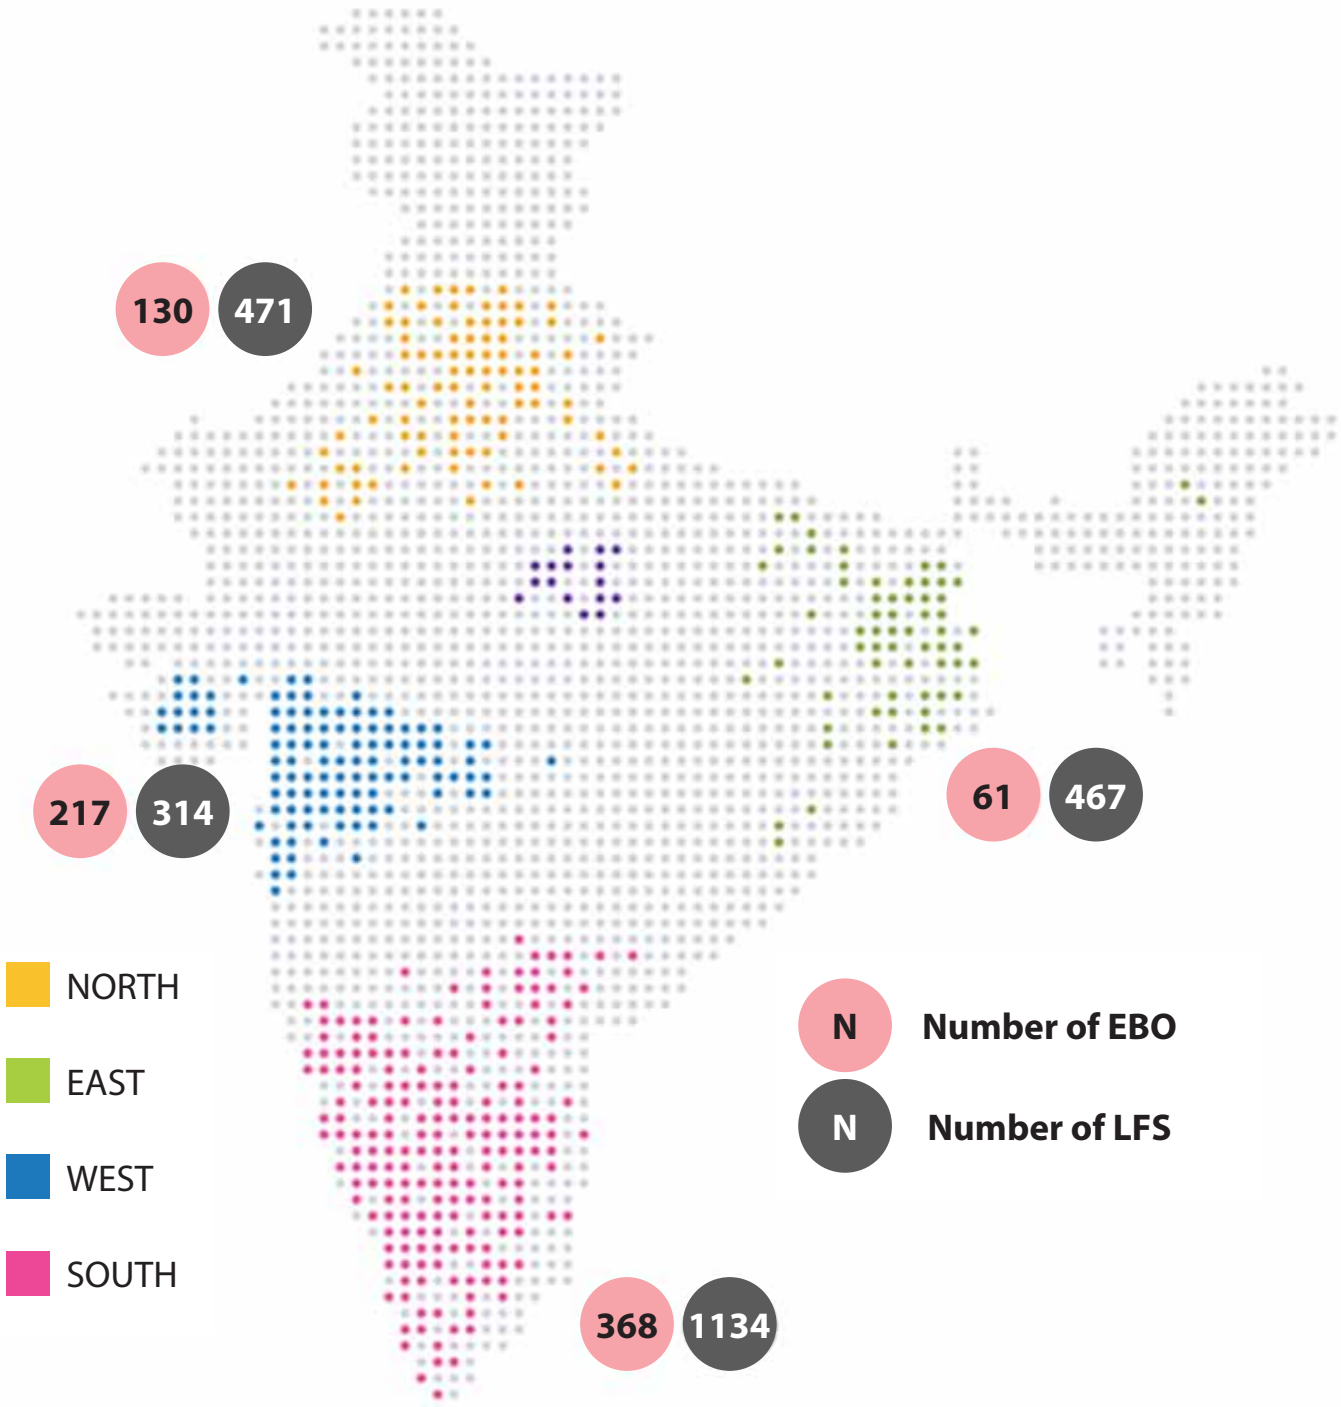 130 471
217 314
61 467
NORTH
EAST
WEST
SOUTH
N Number of EBO
N Number of LFS
368 1134